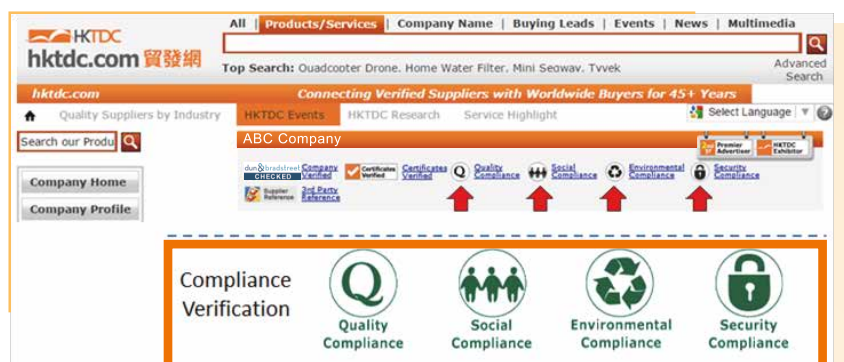 HKTDC
hktdc.com 貿發網
All | Products/Services | Company Name | Buying Leads | Events | News | Multimedia
Top Search: Quadcopter Drone. Home Water Filter. Mini Segway. Tyvek
Advanced
Search
hktdc.com Connecting Verified Suppliers with Worldwide Buyers for 45+ Years
Quality Suppliers by Industry HKTDC Events HKTDC Research Service Highlight Select Language
Search our Produ
ABC Company
Premier
Advertiser
HKTDC
Exhibitor
Company Home
Company Profile
dun & bradstreet
CHECKED
Company
Verified
Certificates
Verified
Certificates
Verified
Q
Quality
Compliance
Social
Compliance
Environmental
Compliance
Security
Compliance
Supplier
Reference
3rd Party
Reference
Compliance
Verification
Q
Quality
Compliance
Social
Compliance
Environmental
Compliance
Security
Compliance